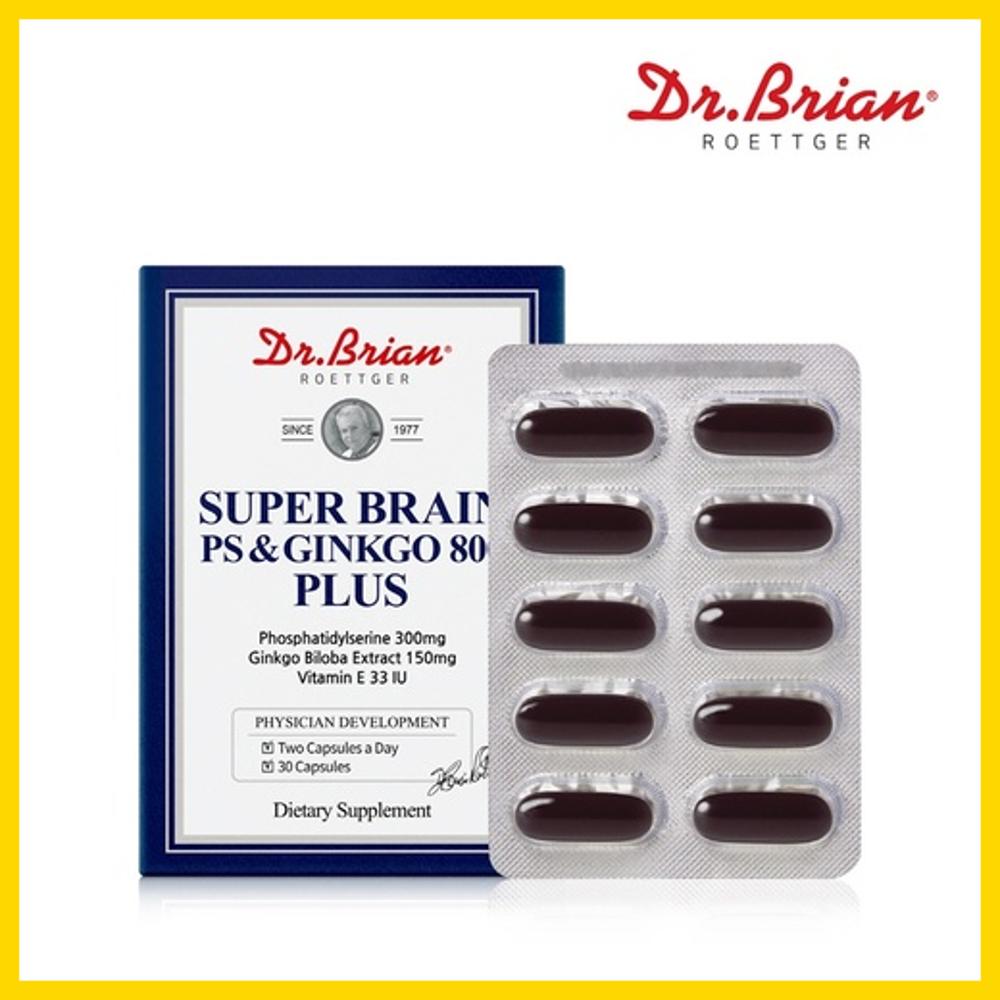 Dr.Brian®
ROETTGER
Dr.Brian®
ROETTGER
SINCE 1977
SUPER BRAIN
PS & GINKGO 80
PLUS
Phosphatidylserine 300mg
Ginkgo Biloba Extract 150mg
Vitamin E 33 IU
PHYSICIAN DEVELOPMENT
Two Capsules a Day
30 Capsules
Dietary Supplement